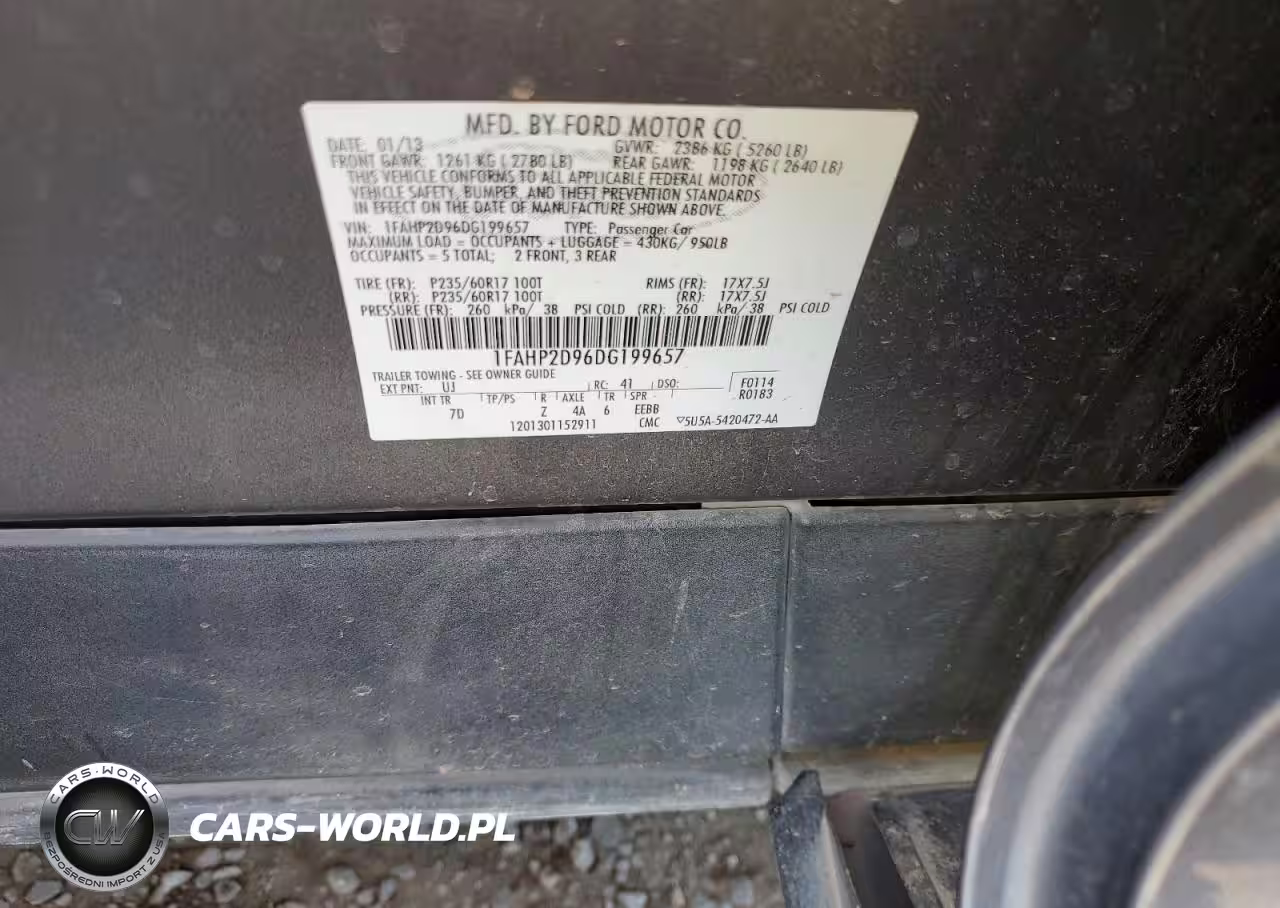 MFD. BY FORD MOTOR CO.
DATE: 01/13 GVWR: 2386 KG ( 5260 LB)
FRONT GAWR: 1261 KG ( 2780 LB) REAR GAWR: 1198 KG ( 2640 LB)
THIS VEHICLE CONFORMS TO ALL APPLICABLE FEDERAL MOTOR
VEHICLE SAFETY, BUMPER, AND THEFT PREVENTION STANDARDS
IN EFFECT ON THE DATE OF MANUFACTURE SHOWN ABOVE.
VIN: 1FAHP2D96DG199657 TYPE: Passenger Car
MAXIMUM LOAD = OCCUPANTS + LUGGAGE = 430KG/ 950LB
OCCUPANTS = 5 TOTAL; 2 FRONT, 3 REAR
TIRE (FR): P235/60R17 100T RIMS (FR): 17X7.5J
(RR): P235/60R17 100T (RR): 17X7.5J
PRESSURE (FR): 260 kPa/ 38 PSI COLD (RR): 260 kPa/ 38 PSI COLD
1FAHP2D96DG199657
TRAILER TOWING - SEE OWNER GUIDE
EXT PNT: UJ RC: 41 DSO: F0114
R0183
INT TR TP/PS R AXLE TR SPR
7D Z 4A 6 EEBB
1201301152911 CMC ▽5U5A-5420472-AA
CARS-WORLD
CW
BEZPOŚREDNI IMPORT Z USA
CARS-WORLD.PL